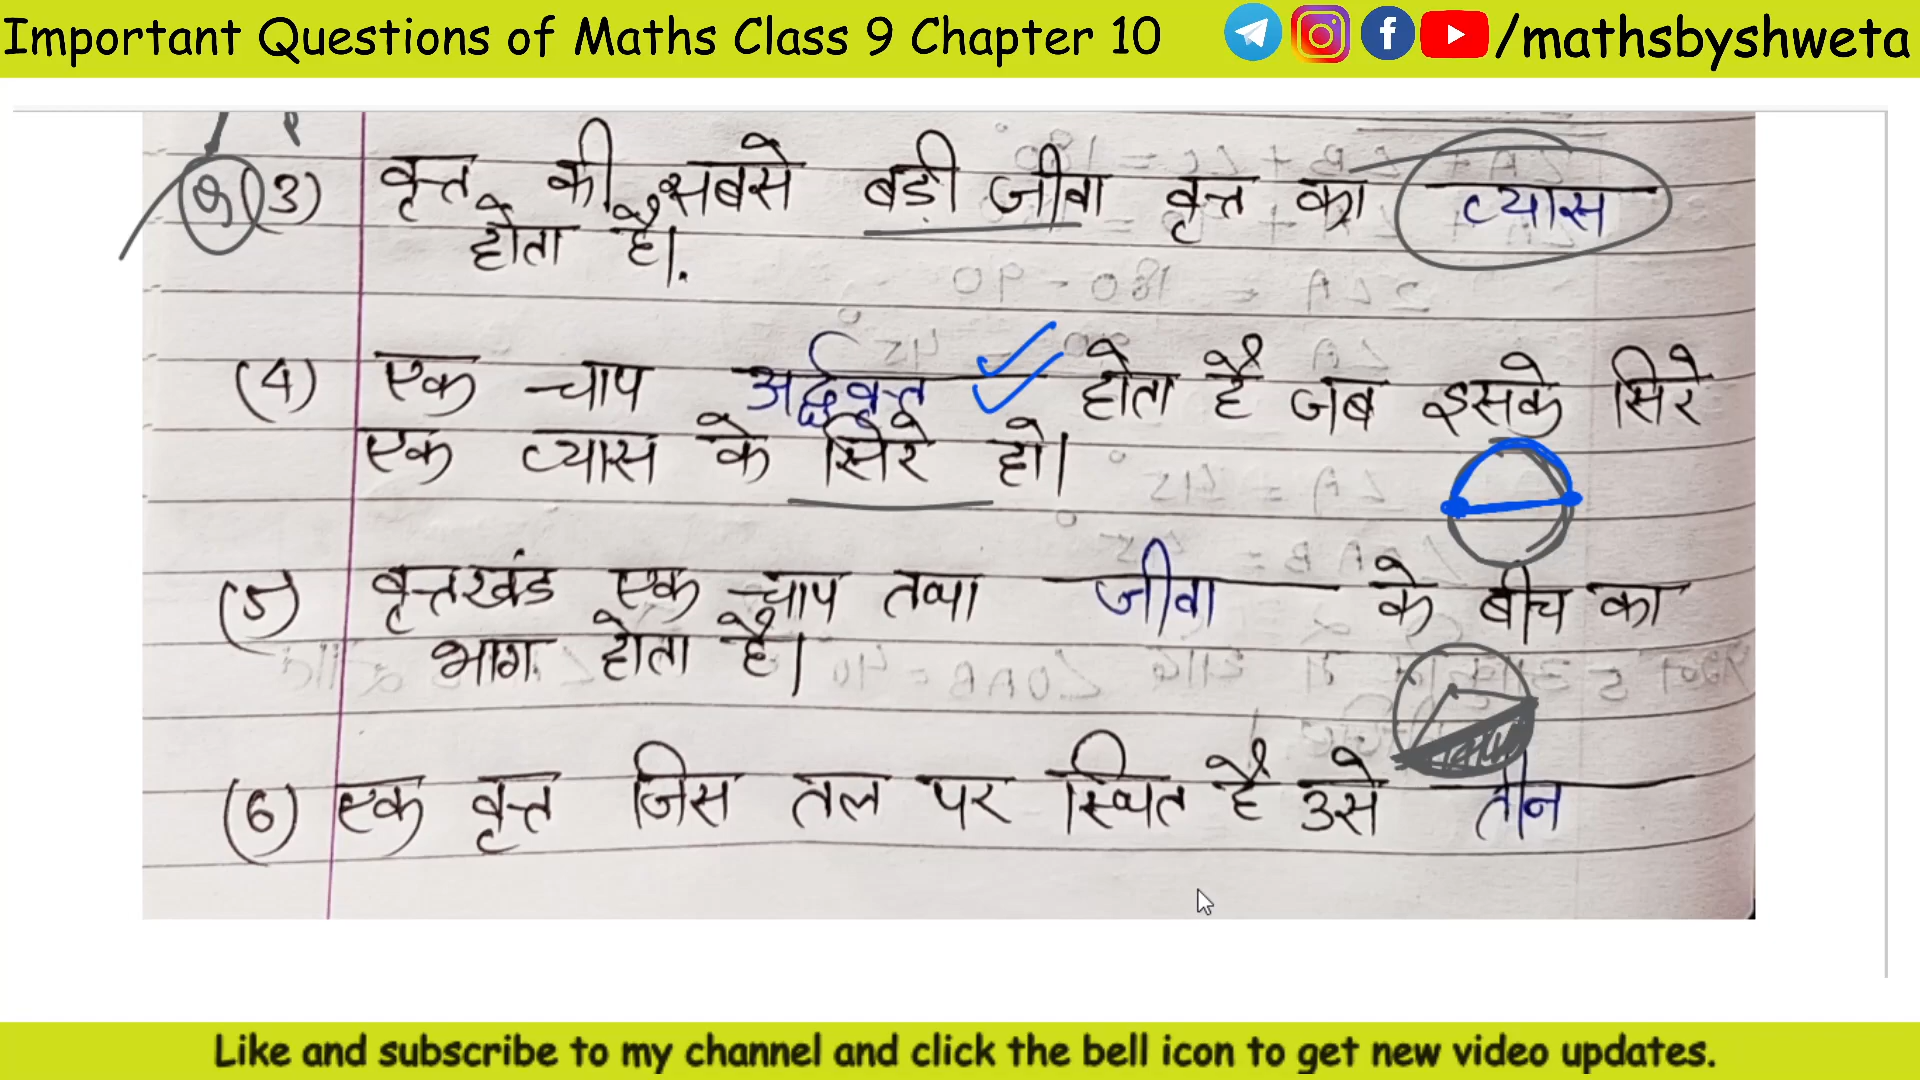 Important Questions of Maths Class 9 Chapter 10 /mathsbyshweta
(3) वृत्त की सबसे बड़ी जीवा वृत्त का व्यास
होता है।
(4) एक चाप अर्द्धवृत्त होता है जब इसके सिरे
एक व्यास के सिरे हो।
(5) वृत्तखंड एक चाप तथा जीवा के बीच का
भाग होता है।
(6) एक वृत्त जिस तल पर स्थित है उसे तीन
Like and subscribe to my channel and click the bell icon to get new video updates.